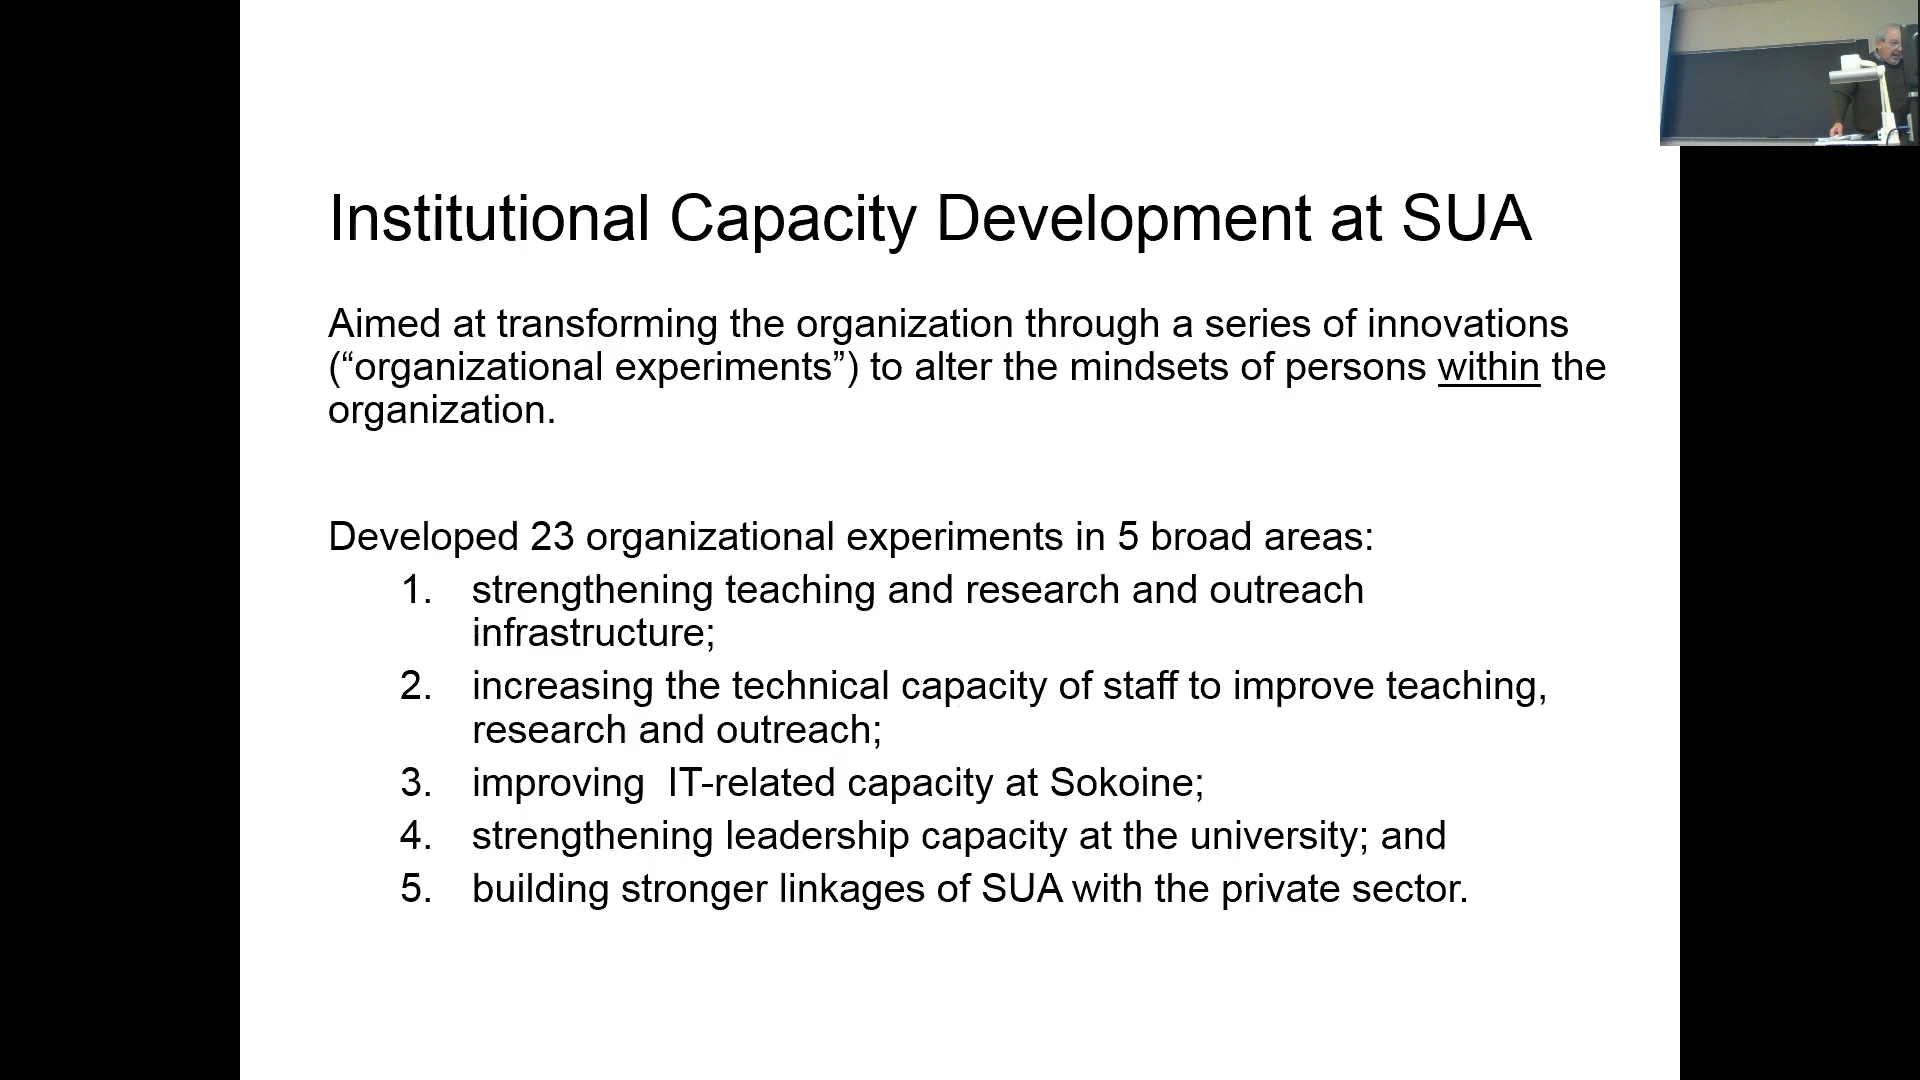 Institutional Capacity Development at SUA
Aimed at transforming the organization through a series of innovations
(“organizational experiments”) to alter the mindsets of persons within the
organization.
Developed 23 organizational experiments in 5 broad areas:
1. strengthening teaching and research and outreach
infrastructure;
2. increasing the technical capacity of staff to improve teaching,
research and outreach;
3. improving  IT-related capacity at Sokoine;
4. strengthening leadership capacity at the university; and
5. building stronger linkages of SUA with the private sector.